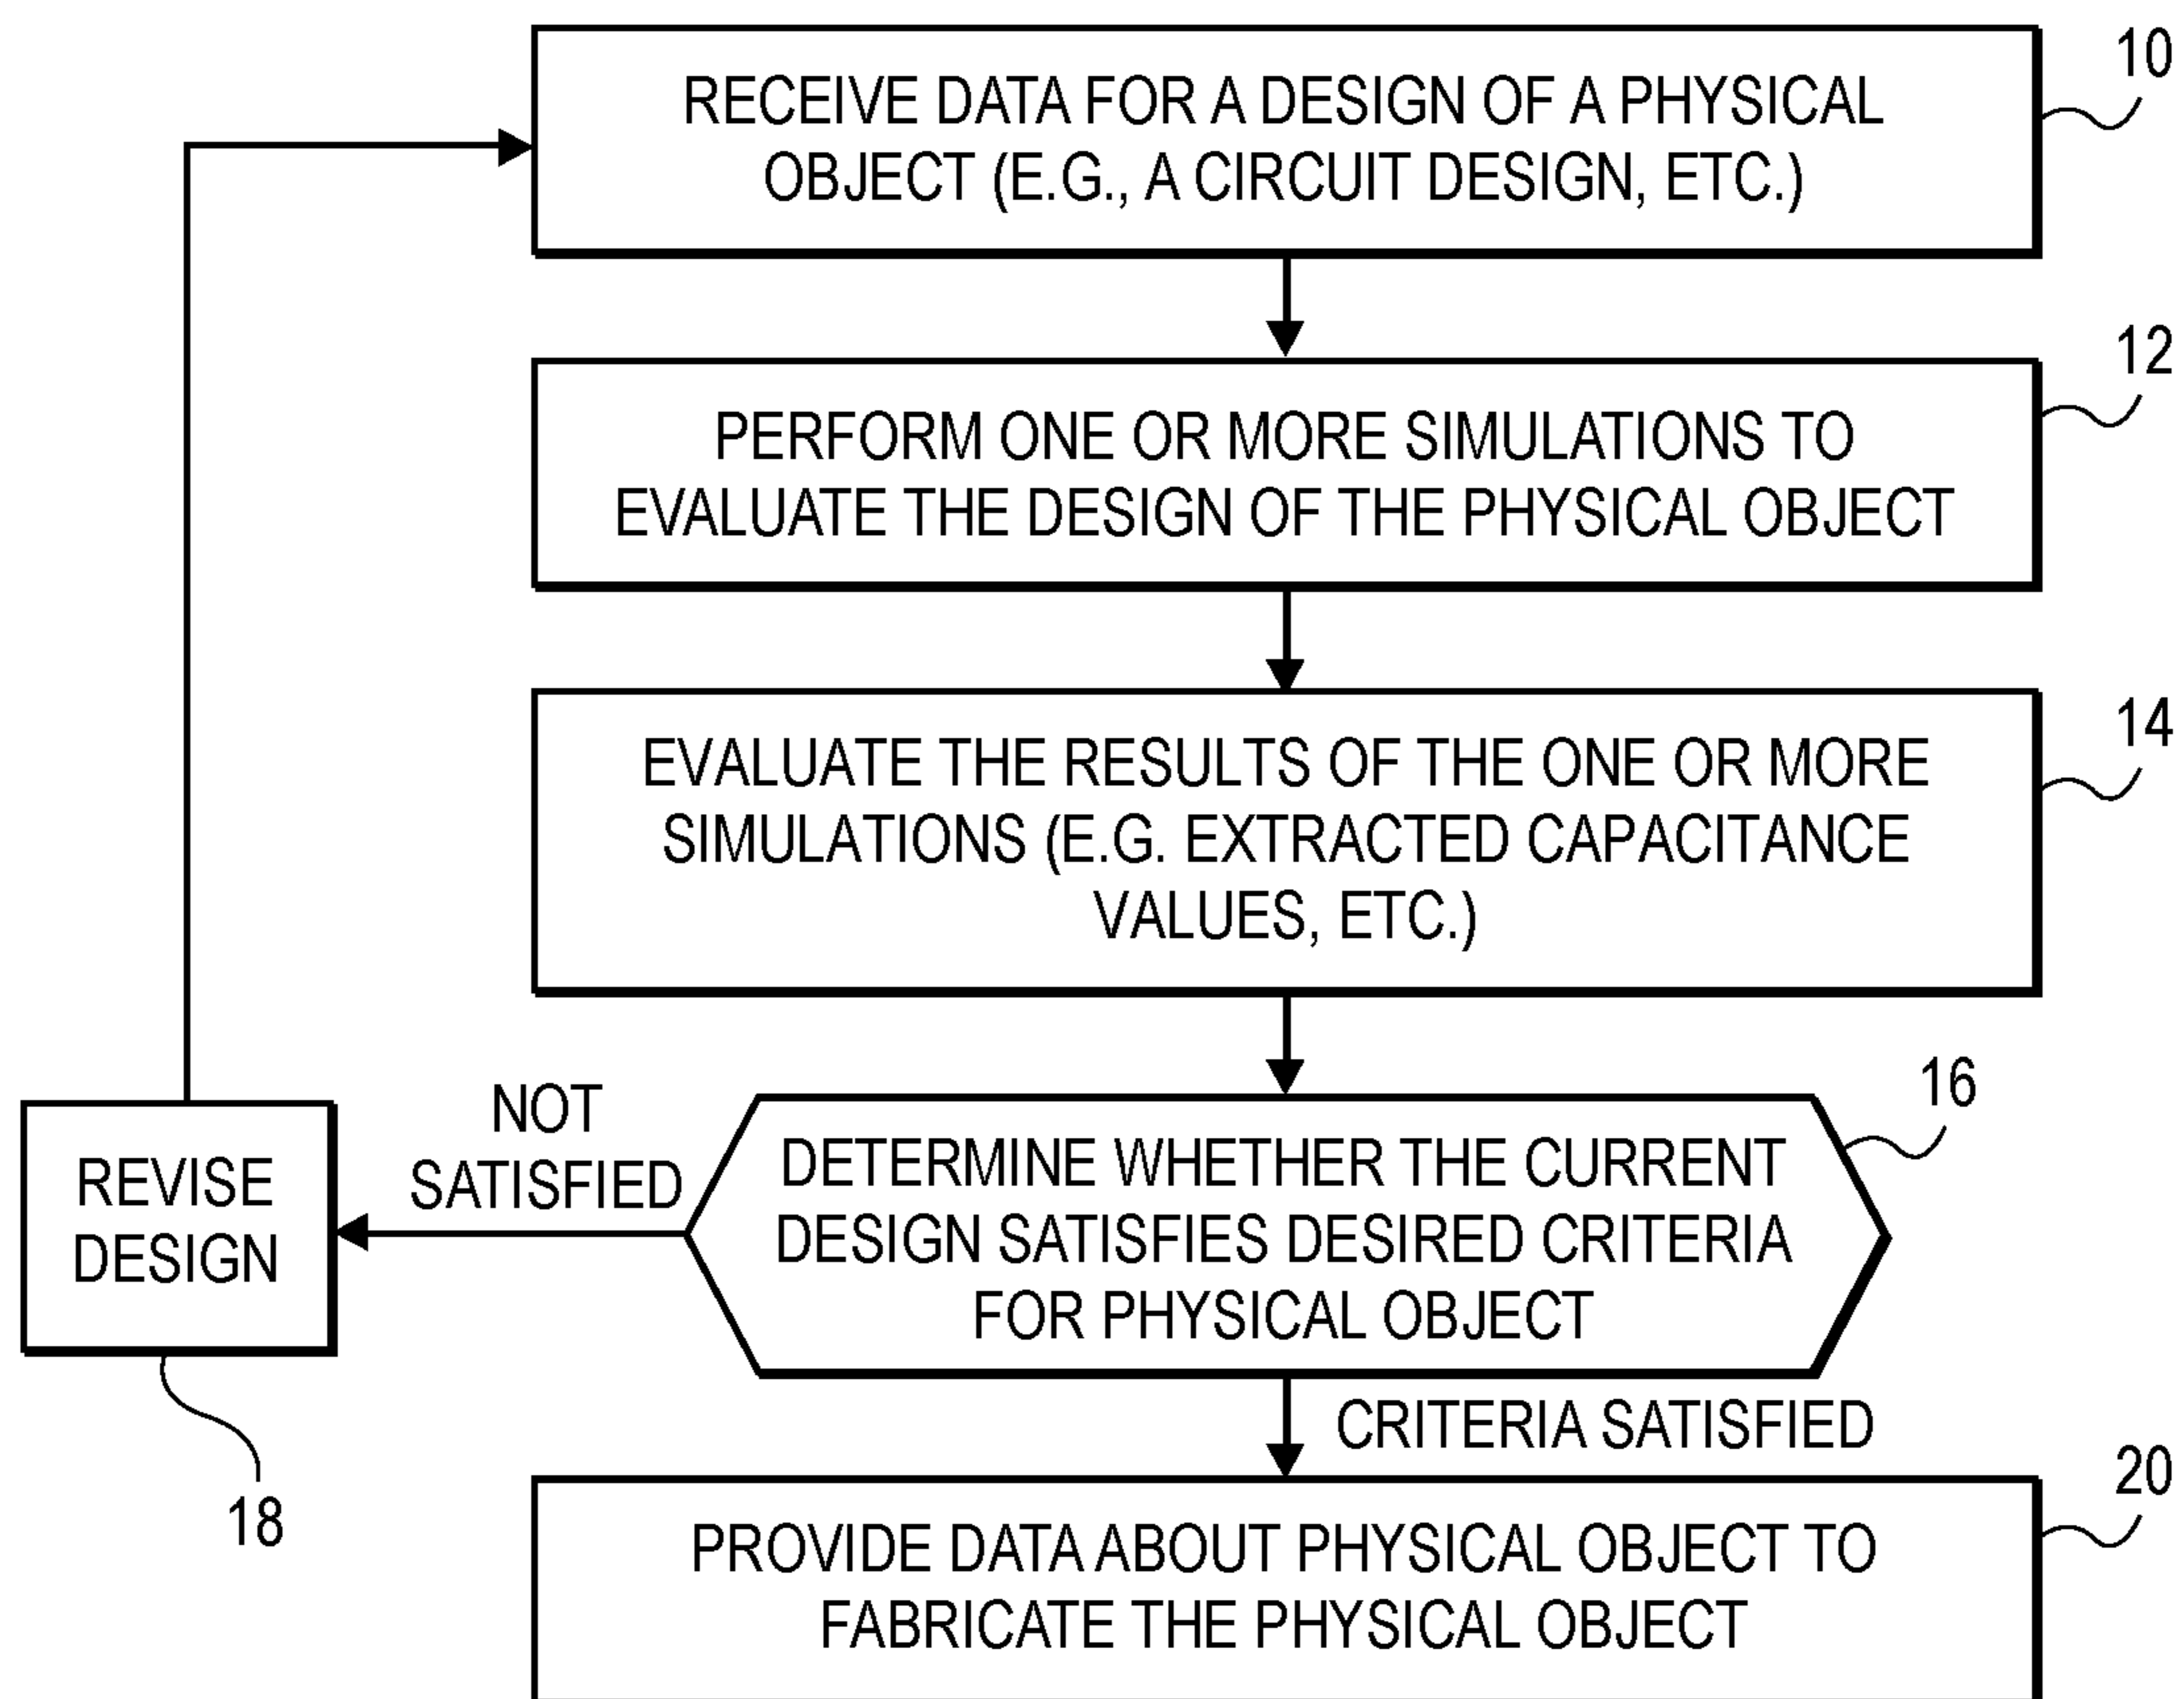 10
RECEIVE DATA FOR A DESIGN OF A PHYSICAL
OBJECT (E.G., A CIRCUIT DESIGN, ETC.)
12
PERFORM ONE OR MORE SIMULATIONS TO
EVALUATE THE DESIGN OF THE PHYSICAL OBJECT
14
EVALUATE THE RESULTS OF THE ONE OR MORE
SIMULATIONS (E.G. EXTRACTED CAPACITANCE
VALUES, ETC.)
16
DETERMINE WHETHER THE CURRENT
DESIGN SATISFIES DESIRED CRITERIA
FOR PHYSICAL OBJECT
NOT
SATISFIED
REVISE
DESIGN
18
CRITERIA SATISFIED
20
PROVIDE DATA ABOUT PHYSICAL OBJECT TO
FABRICATE THE PHYSICAL OBJECT